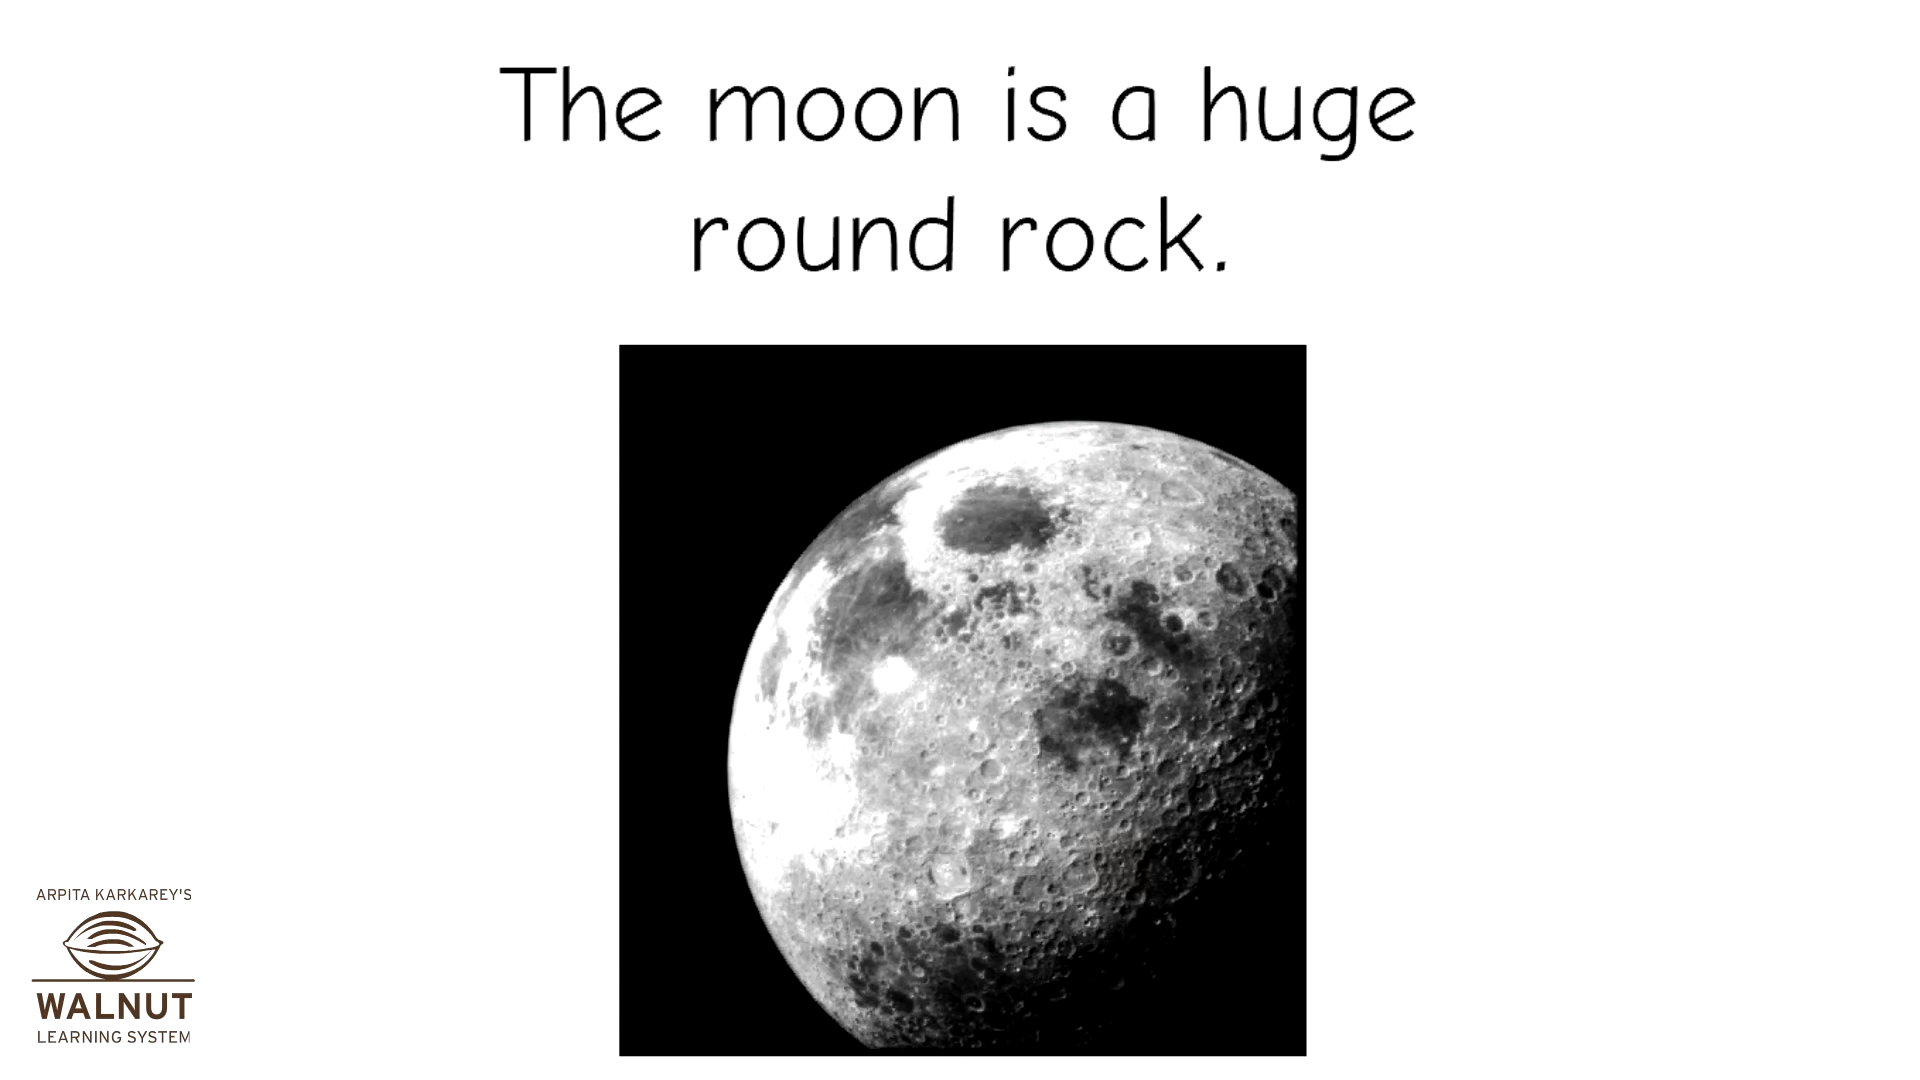 The moon is a huge
round rock.
ARPITA KARKAREY'S
WALNUT
LEARNING SYSTEM